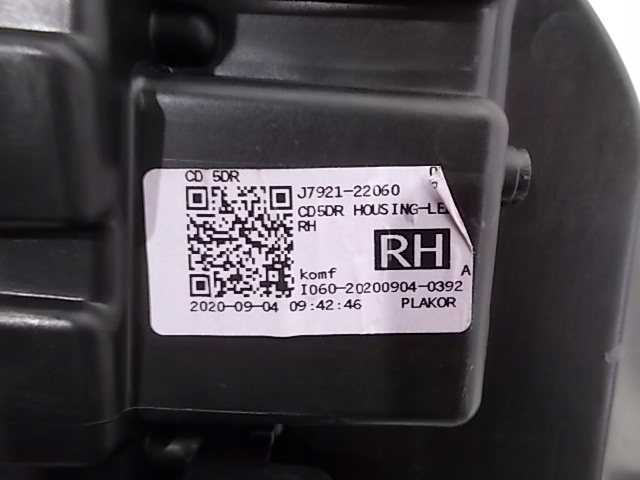 CD 5DR
J7921-22060
CD5DR HOUSING-LE
RH
RH
komf
A
I060-20200904-0392
2020-09-04 09:42:46 PLAKOR